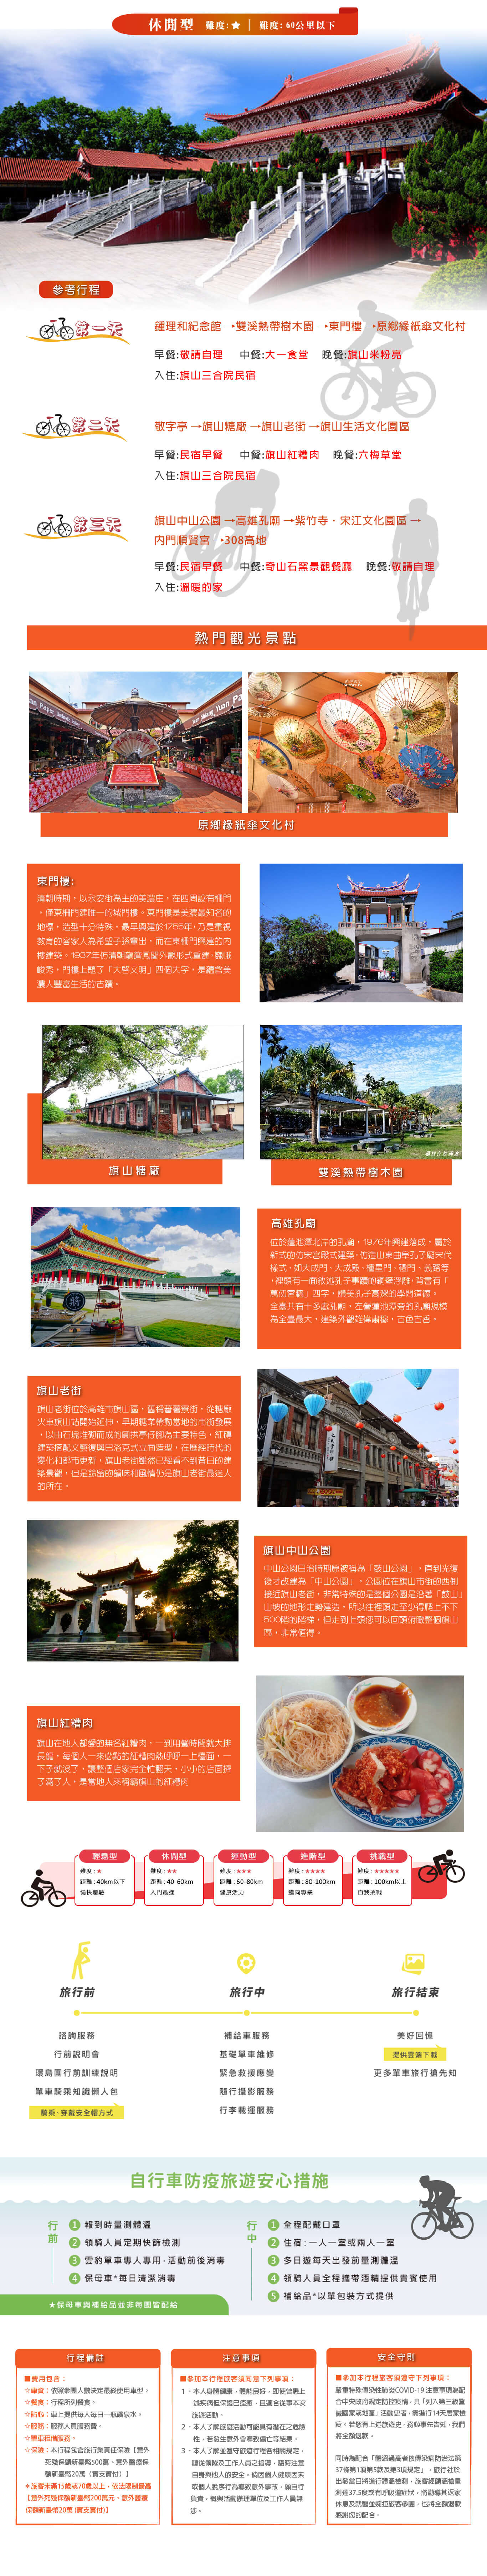 休閒型 難度:★ | 難度: 60公里以下
參考行程
第一天
鍾理和紀念館→雙溪熱帶樹木園→東門樓→原鄉緣紙傘文化村
早餐:敬請自理 中餐:大一食堂 晚餐:旗山米粉亮
入住:旗山三合院民宿
第二天
敬字亭→旗山糖廠→旗山老街→旗山生活文化園區
早餐:民宿早餐 中餐:旗山紅糟肉 晚餐:六梅草堂
入住:旗山三合院民宿
第三天
旗山中山公園→高雄孔廟→紫竹寺・宋江文化園區→
內門順賢宮→308高地
早餐:民宿早餐 中餐:奇山石窯景觀餐廳 晚餐:敬請自理
入住:溫暖的家
熱門觀光景點
原鄉緣紙傘文化村
東門樓:
清朝時期，以永安街為主的美濃庄，在四周設有柵門
，僅東柵門建唯一的城門樓。東門樓是美濃最知名的
地標，造型十分特殊，最早興建於1755年，乃是重視
教育的客家人為希望子孫輩出，而在東柵門興建的內
樓建築。1937年仿清朝龍簷鳳閣外觀形式重建，巍峨
峻秀，門樓上題了「大啓文明」四個大字，是蘊含美
濃人豐富生活的古蹟。
旗山糖廠
雙溪熱帶樹木園
高雄孔廟
位於蓮池潭北岸的孔廟，1976年興建落成，屬於
新式的仿宋宮殿式建築，仿造山東曲阜孔子廟宋代
樣式，如大成門、大成殿、櫺星門、禮門、義路等
，裡頭有一面敘述孔子事蹟的銅壁浮雕，背書有「
萬仞宮牆」四字，讚美孔子高深的學問道德。
全臺共有十多處孔廟，左營蓮池潭旁的孔廟規模
為全臺最大，建築外觀雄偉肅穆，古色古香。
旗山老街
旗山老街位於高雄市旗山區，舊稱蕃薯寮街，從糖廠
火車旗山站開始延伸，早期糖業帶動當地的市街發展
，以由石塊堆砌而成的圓拱亭仔腳為主要特色，紅磚
建築搭配文藝復興巴洛克式立面造型，在歷經時代的
變化和都市更新，旗山老街雖然已經看不到昔日的建
築景觀，但是餘留的韻味和風情仍是旗山老街最迷人
的所在。
旗山中山公園
中山公園日治時期原被稱為「鼓山公園」，直到光復
後才改建為「中山公園」，公園位在旗山市街的西側
接近旗山老街，非常特殊的是整個公園是沿著「鼓山」
山坡的地形走勢建造，所以往裡頭走至少得爬上不下
500階的階梯，但走到上頭您可以回頭俯瞰整個旗山
區，非常值得。
旗山紅糟肉
旗山在地人都愛的無名紅糟肉，一到用餐時間就大排
長龍，每個人一來必點的紅糟肉熱呼呼一上檯面，一
下子就沒了，讓整個店家完全忙翻天，小小的店面擠
了滿了人，是當地人來稱霸旗山的紅糟肉
輕鬆型
難度：★
距離：40km以下
愉快體驗
休閒型
難度：★★
距離：40-60km
入門最適
運動型
難度：★★★
距離：60-80km
健康活力
進階型
難度：★★★★
距離：80-100km
邁向專業
挑戰型
難度：★★★★★
距離：100km以上
自我挑戰
旅行前
諮詢服務
行前說明會
環島團行前訓練說明
單車騎乘知識懶人包
騎乘、穿戴安全帽方式
旅行中
補給車服務
基礎單車維修
緊急救援應變
隨行攝影服務
行李載運服務
旅行結束
美好回憶
提供雲端下載
更多單車旅行搶先知
自行車防疫旅遊安心措施
行前
1 報到時量測體溫
2 領騎人員定期快篩檢測
3 雲豹單車專人專用，活動前後消毒
4 保母車*每日清潔消毒
★保母車與補給品並非每團皆配給
行中
1 全程配戴口罩
2 住宿：一人一室或兩人一室
3 多日遊每天出發前量測體溫
4 領騎人員全程攜帶酒精提供貴賓使用
5 補給品*以單包裝方式提供
行程備註
■費用包含：
☆車資：依照參團人數決定最終使用車型。
☆餐食：行程所列餐食。
☆貼心：車上提供每人每日一瓶礦泉水。
☆服務：服務人員服務費。
☆單車租借服務。
☆保險：本行程包含旅行業責任保險【意外
死殘保額新臺幣500萬、意外醫療保
額新臺幣20萬（實支實付）】
＊旅客未滿15歲或70歲以上，依法限制最高
【意外死殘保額新臺幣200萬元、意外醫療
保額新臺幣20萬（實支實付）】
注意事項
■參加本行程旅客須同意下列事項：
1、本人身體健康，體能良好，即使曾患上
述疾病但保證已痊癒，且適合從事本次
旅遊活動。
2、本人了解旅遊活動可能具有潛在之危險
性，若發生意外會導致傷亡等結果。
3、本人了解並遵守旅遊行程各相關規定，
聽從領隊及工作人員之指導，隨時注意
自身與他人的安全，倘因個人健康因素
或個人脫序行為導致意外事故，願自行
負責，概與活動辦理單位及工作人員無
涉。
安全守則
■參加本行程旅客須遵守下列事項：
嚴重特殊傳染性肺炎COVID-19 注意事項為配
合中央政府規定防控疫情，具「列入第三級警
誡國家或地區」活動史者，需進行14天居家檢
疫。若您有上述旅遊史，務必事先告知，我們
將全額退款。
同時為配合「體溫過高者依傳染病防治法第
37條第1項第5款及第3項規定」，旅行社於
出發當日將進行體溫檢測，旅客經額溫槍量
測達37.5度或有呼吸道症狀，將勸導其返家
休息及就醫並婉拒旅客參團，也將全額退款
感謝您的配合。